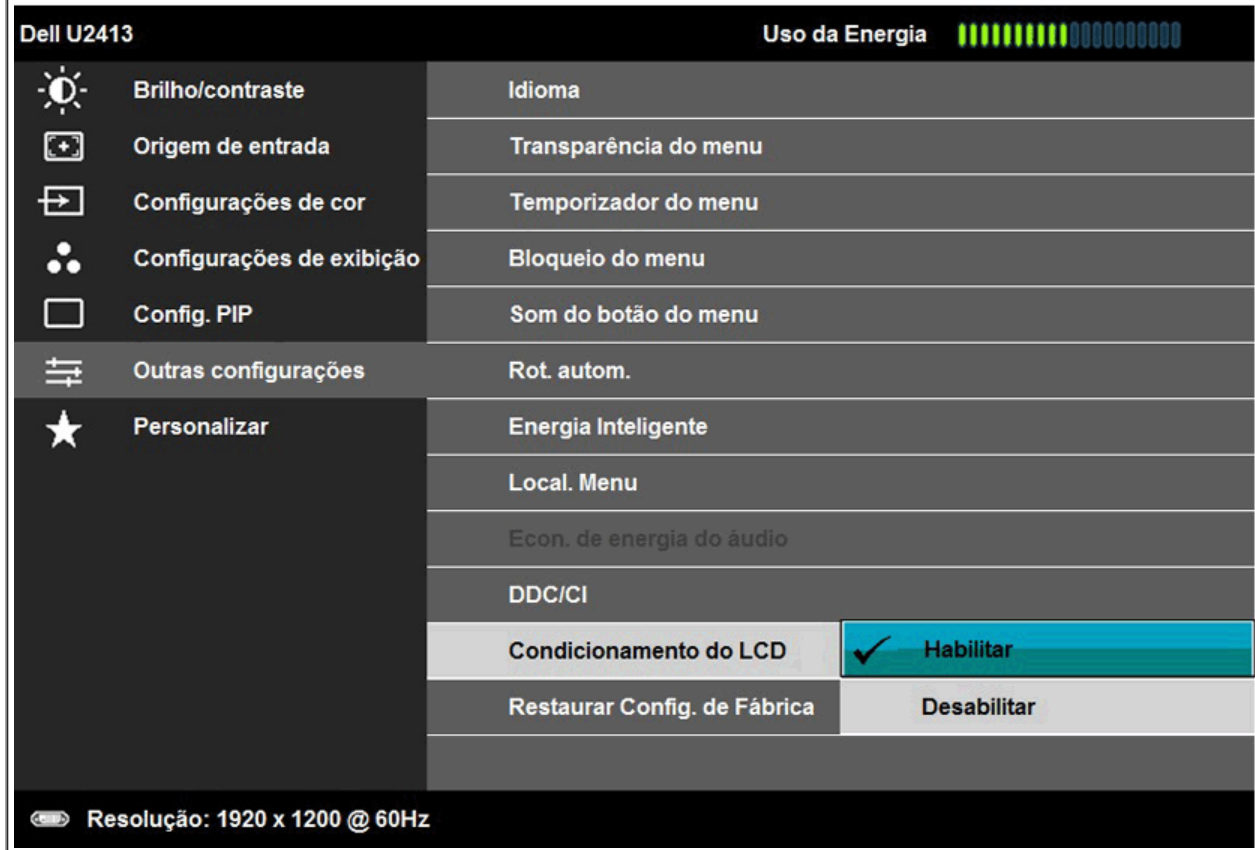 Dell U2413 Uso da Energia
Brilho/contraste Idioma
Origem de entrada Transparência do menu
Configurações de cor Temporizador do menu
Configurações de exibição Bloqueio do menu
Config. PIP Som do botão do menu
Outras configurações Rot. autom.
Personalizar Energia Inteligente
Local. Menu
Econ. de energia do áudio
DDC/CI
Condicionamento do LCD Habilitar
Restaurar Config. de Fábrica Desabilitar
Resolução: 1920 x 1200 @ 60Hz